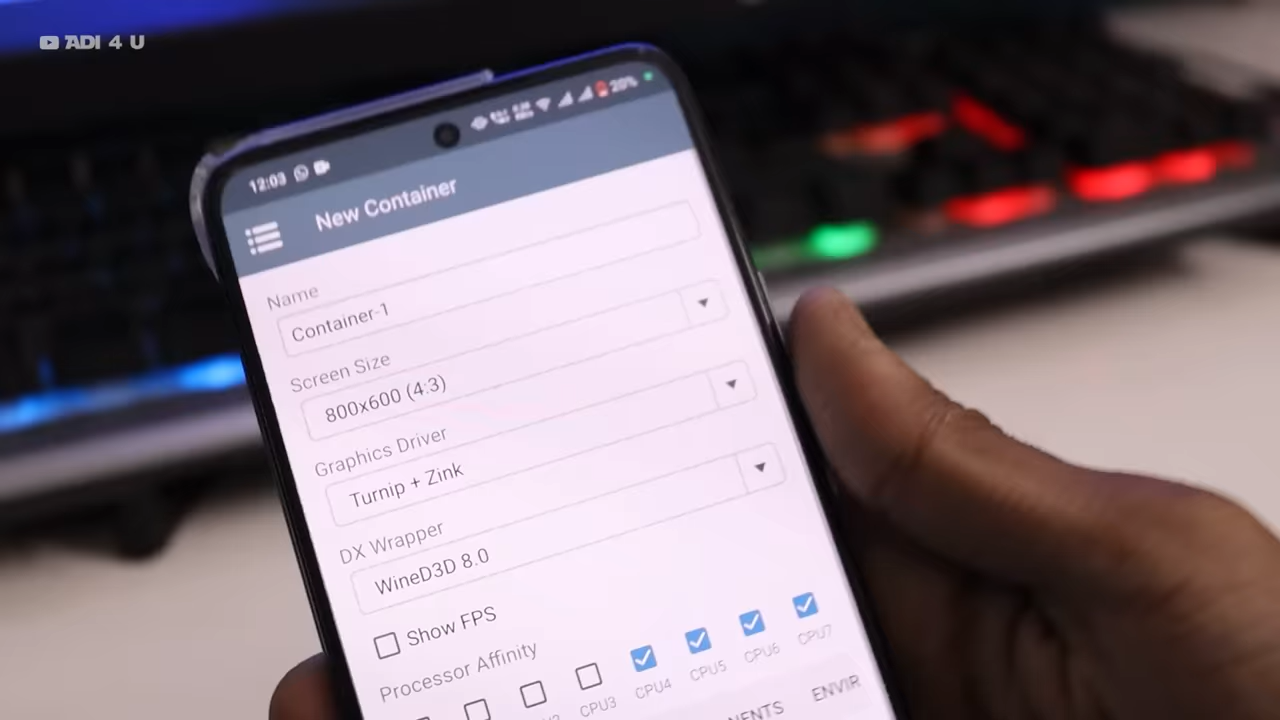 ADI 4 U
12:03
20%
New Container
Name
Container-1
Screen Size
800x600 (4:3)
Graphics Driver
Turnip + Zink
DX Wrapper
WineD3D 8.0
Show FPS
Processor Affinity
CPU3 CPU4 CPU5 CPU6 CPU7